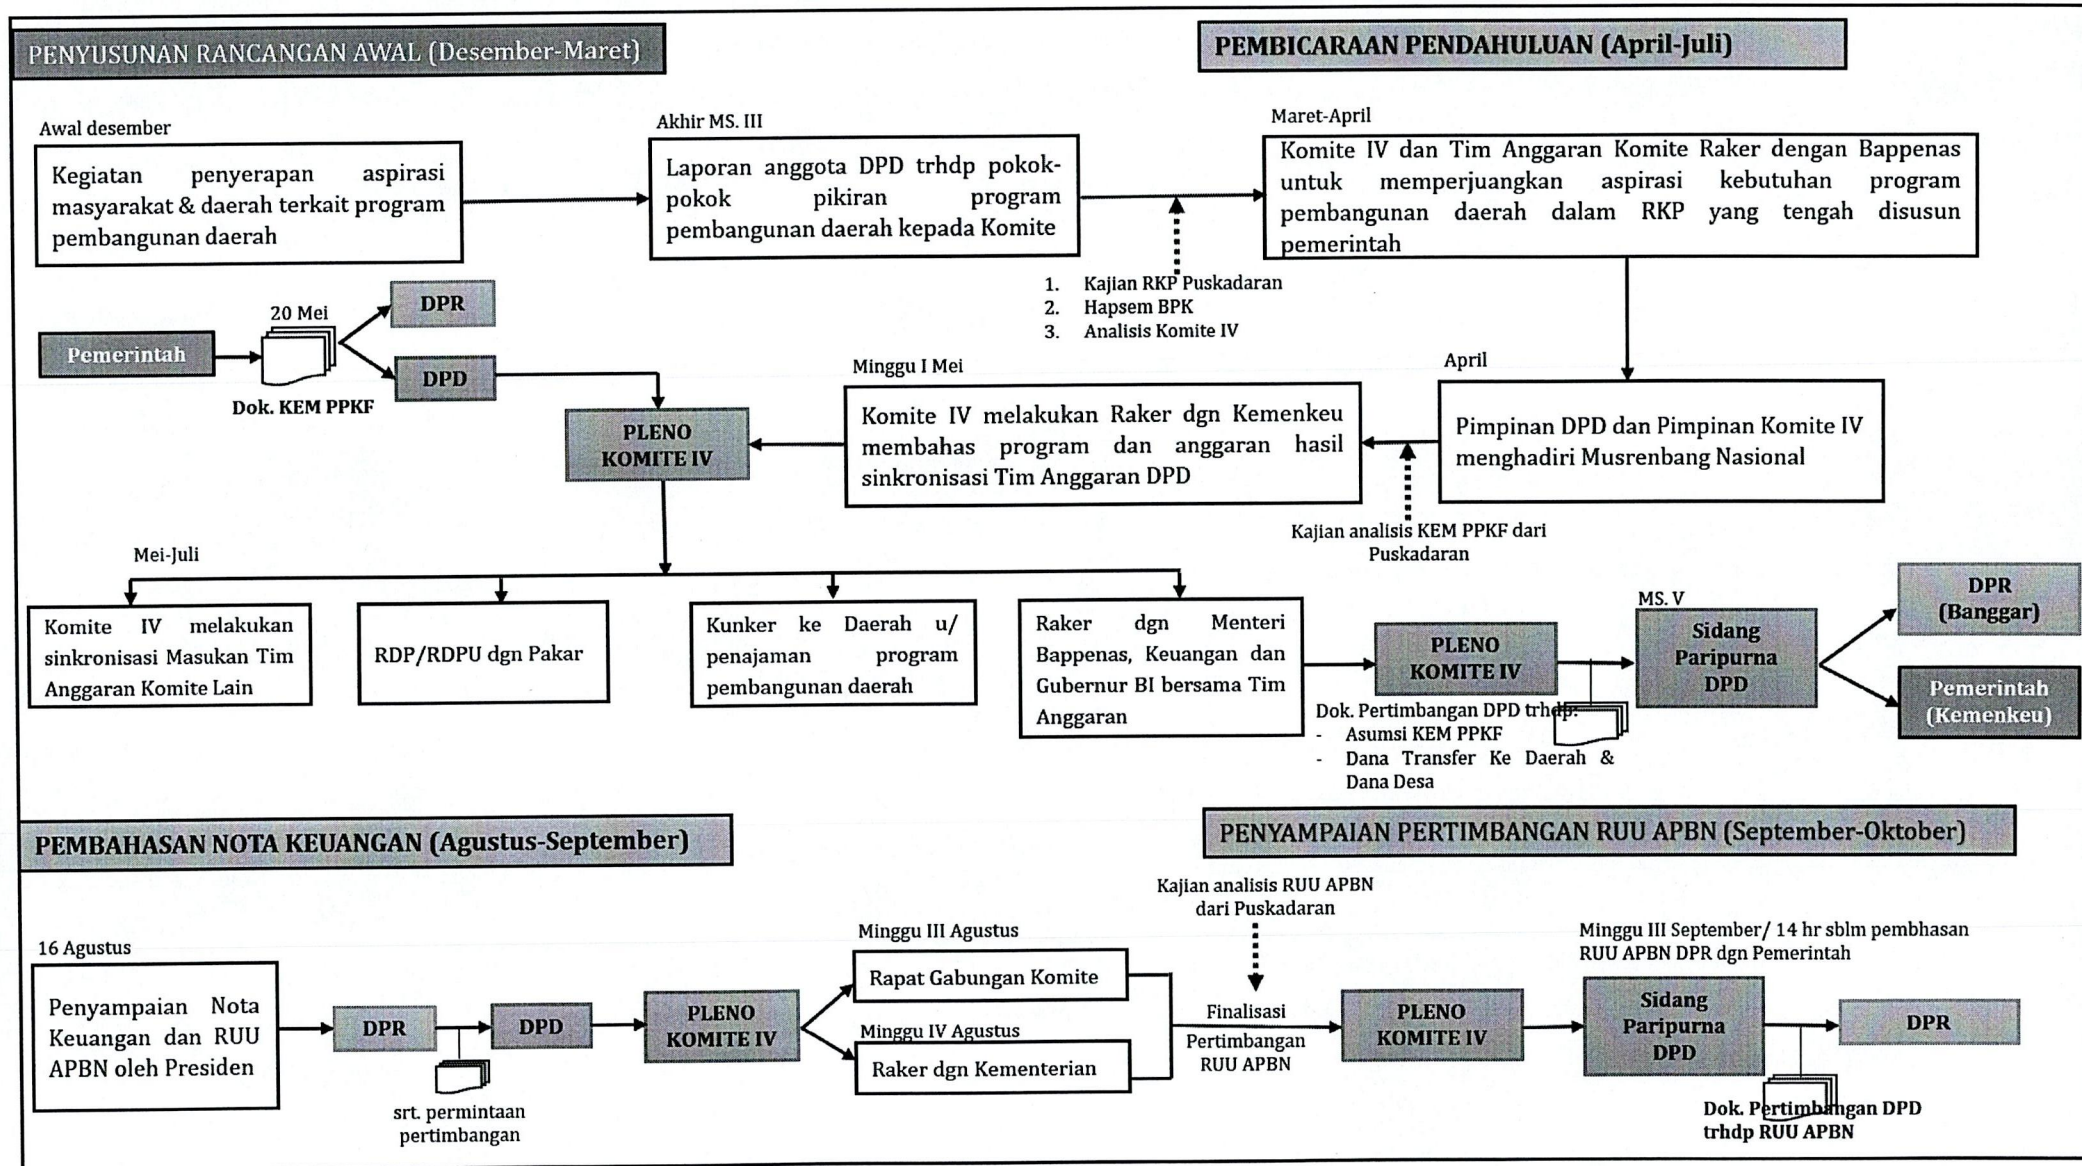 PENYUSUNAN RANCANGAN AWAL (Desember-Maret)
PEMBICARAAN PENDAHULUAN (April-Juli)
Awal desember
Kegiatan penyerapan aspirasi
masyarakat & daerah terkait program
pembangunan daerah
Akhir MS. III
Laporan anggota DPD trhdp pokok-
pokok pikiran program
pembangunan daerah kepada Komite
Maret-April
Komite IV dan Tim Anggaran Komite Raker dengan Bappenas
untuk memperjuangkan aspirasi kebutuhan program
pembangunan daerah dalam RKP yang tengah disusun
pemerintah
1. Kajian RKP Puskadaran
2. Hapsem BPK
3. Analisis Komite IV
Pemerintah
20 Mei
Dok. KEM PPKF
DPR
DPD
PLENO
KOMITE IV
Minggu I Mei
Komite IV melakukan Raker dgn Kemenkeu
membahas program dan anggaran hasil
sinkronisasi Tim Anggaran DPD
April
Pimpinan DPD dan Pimpinan Komite IV
menghadiri Musrenbang Nasional
Kajian analisis KEM PPKF dari
Puskadaran
Mei-Juli
Komite IV melakukan
sinkronisasi Masukan Tim
Anggaran Komite Lain
RDP/RDPU dgn Pakar
Kunker ke Daerah u/
penajaman program
pembangunan daerah
Raker dgn Menteri
Bappenas, Keuangan dan
Gubernur BI bersama Tim
Anggaran
PLENO
KOMITE IV
Dok. Pertimbangan DPD trhdp:
- Asumsi KEM PPKF
- Dana Transfer Ke Daerah &
Dana Desa
MS. V
Sidang
Paripurna
DPD
DPR
(Banggar)
Pemerintah
(Kemenkeu)
PEMBAHASAN NOTA KEUANGAN (Agustus-September)
PENYAMPAIAN PERTIMBANGAN RUU APBN (September-Oktober)
16 Agustus
Penyampaian Nota
Keuangan dan RUU
APBN oleh Presiden
DPR
srt. permintaan
pertimbangan
DPD
PLENO
KOMITE IV
Minggu III Agustus
Rapat Gabungan Komite
Minggu IV Agustus
Raker dgn Kementerian
Kajian analisis RUU APBN
dari Puskadaran
Finalisasi
Pertimbangan
RUU APBN
PLENO
KOMITE IV
Minggu III September/ 14 hr sblm pembhasan
RUU APBN DPR dgn Pemerintah
Sidang
Paripurna
DPD
DPR
Dok. Pertimbangan DPD
trhdp RUU APBN